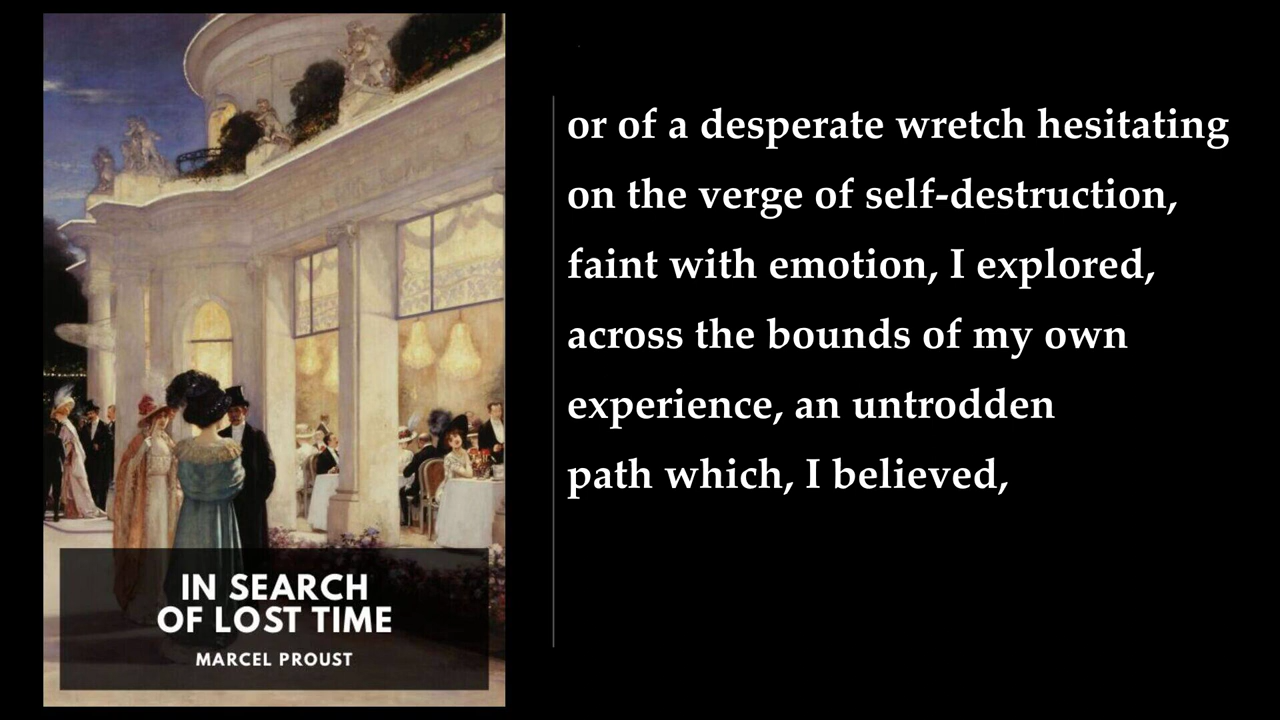 or of a desperate wretch hesitating
on the verge of self-destruction,
faint with emotion, I explored,
across the bounds of my own
experience, an untrodden
path which, I believed,
IN SEARCH
OF LOST TIME
MARCEL PROUST